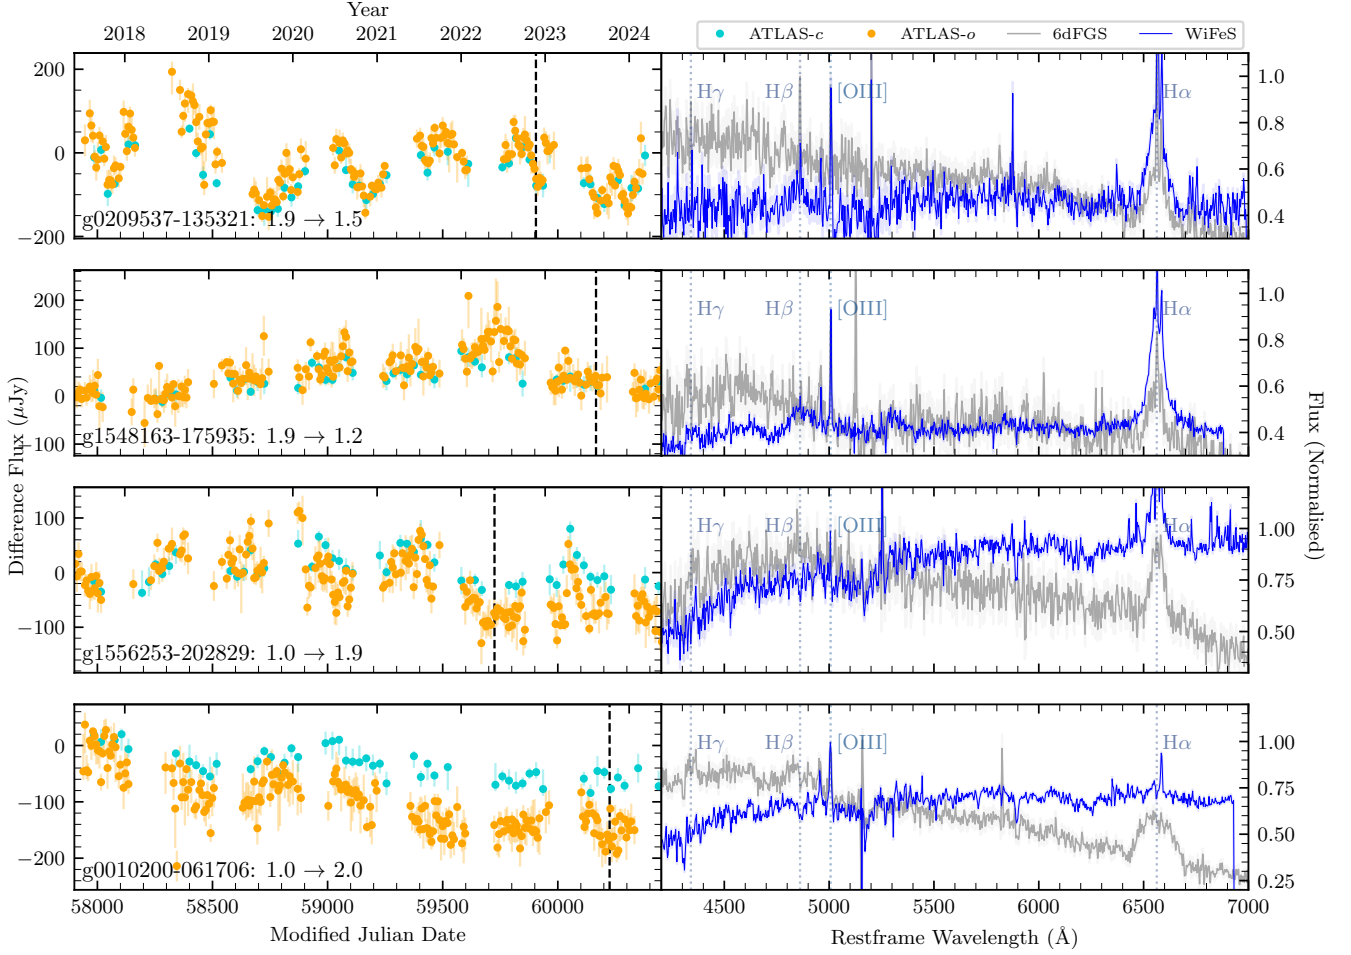 Year
2018 2019 2020 2021 2022 2023 2024
ATLAS-c ATLAS-o 6dFGS WiFeS
200
0
−200
g0209537-135321: 1.9 → 1.5
Hγ Hβ [OIII] Hα
1.0
0.8
0.6
0.4
200
100
0
−100
g1548163-175935: 1.9 → 1.2
Hγ Hβ [OIII] Hα
1.0
0.8
0.6
0.4
Difference Flux (μJy)
Flux (Normalised)
100
0
−100
g1556253-202829: 1.0 → 1.9
Hγ Hβ [OIII] Hα
1.00
0.75
0.50
0
−100
−200
g0010200-061706: 1.0 → 2.0
Hγ Hβ [OIII] Hα
1.00
0.75
0.50
0.25
58000 58500 59000 59500 60000
4500 5000 5500 6000 6500 7000
Modified Julian Date
Restframe Wavelength (Å)